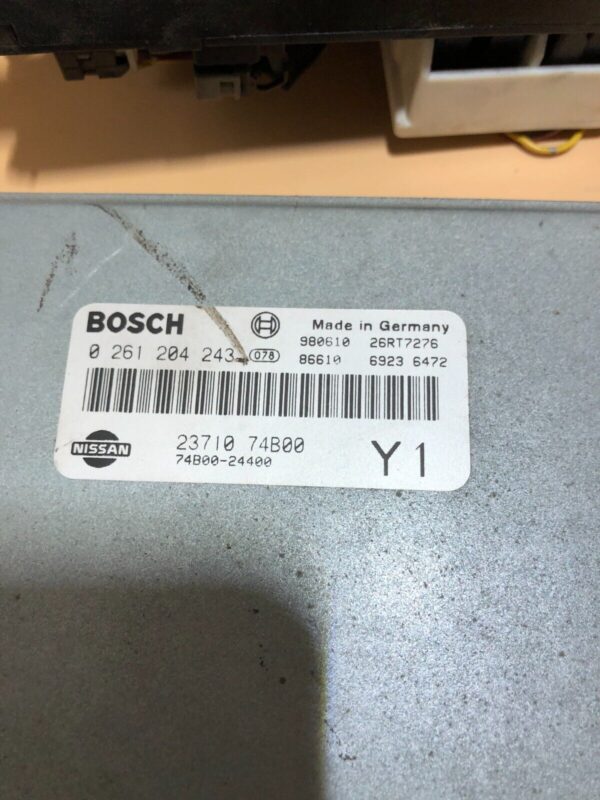 BOSCH
Made in Germany
980610 26RT7276
0 261 204 243 078
86610 6923 6472
NISSAN
23710 74B00
74B00-24400
Y1